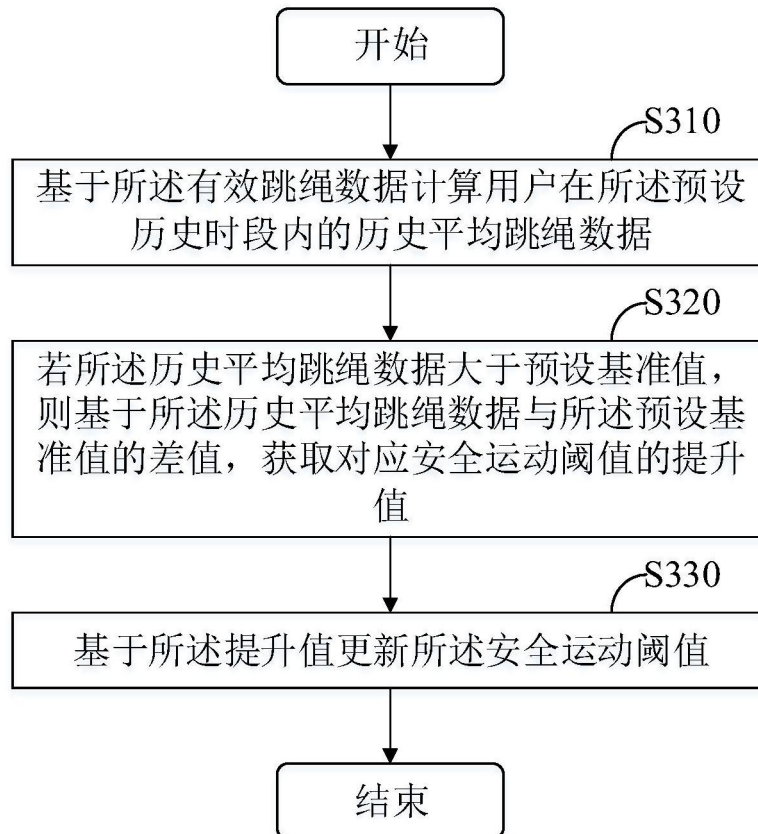 开始
S310
基于所述有效跳绳数据计算用户在所述预设
历史时段内的历史平均跳绳数据
S320
若所述历史平均跳绳数据大于预设基准值，
则基于所述历史平均跳绳数据与所述预设基
准值的差值，获取对应安全运动阈值的提升
值
S330
基于所述提升值更新所述安全运动阈值
结束